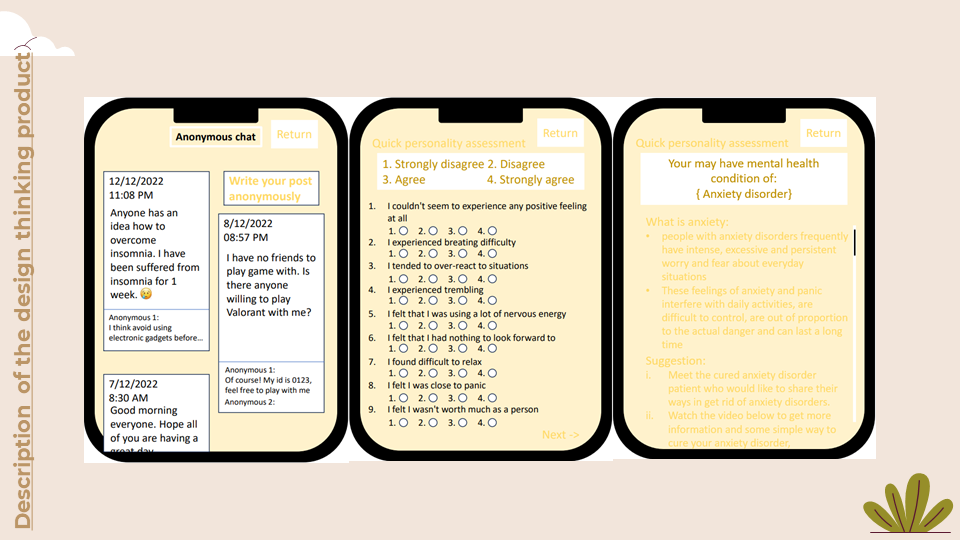 Description of the design thinking product
Anonymous chat
Return
12/12/2022
11:08 PM
Anyone has an
idea how to
overcome
insomnia. I have
been suffered from
insomnia for 1
week. 😢
Anonymous 1:
I think avoid using
electronic gadgets before...
7/12/2022
8:30 AM
Good morning
everyone. Hope all
of you are having a
great day
Write your post
anonymously
8/12/2022
08:57 PM
I have no friends to
play game with. Is
there anyone
willing to play
Valorant with me?
Anonymous 1:
Of course! My id is 0123,
feel free to play with me
Anonymous 2:
Return
Quick personality assessment
1. Strongly disagree 2. Disagree
3. Agree 4. Strongly agree
1. I couldn't seem to experience any positive feeling
at all
1. 2. 3. 4.
2. I experienced breating difficulty
1. 2. 3. 4.
3. I tended to over-react to situations
1. 2. 3. 4.
4. I experienced trembling
1. 2. 3. 4.
5. I felt that I was using a lot of nervous energy
1. 2. 3. 4.
6. I felt that I had nothing to look forward to
1. 2. 3. 4.
7. I found difficult to relax
1. 2. 3. 4.
8. I felt I was close to panic
1. 2. 3. 4.
9. I felt I wasn't worth much as a person
1. 2. 3. 4.
Next ->
Return
Quick personality assessment
Your may have mental health
condition of:
{ Anxiety disorder}
What is anxiety:
• people with anxiety disorders frequently
have intense, excessive and persistent
worry and fear about everyday
situations
• These feelings of anxiety and panic
interfere with daily activities, are
difficult to control, are out of proportion
to the actual danger and can last a long
time
Suggestion:
i. Meet the cured anxiety disorder
patient who would like to share their
ways in get rid of anxiety disorders.
ii. Watch the video below to get more
information and some simple way to
cure your anxiety disorder,